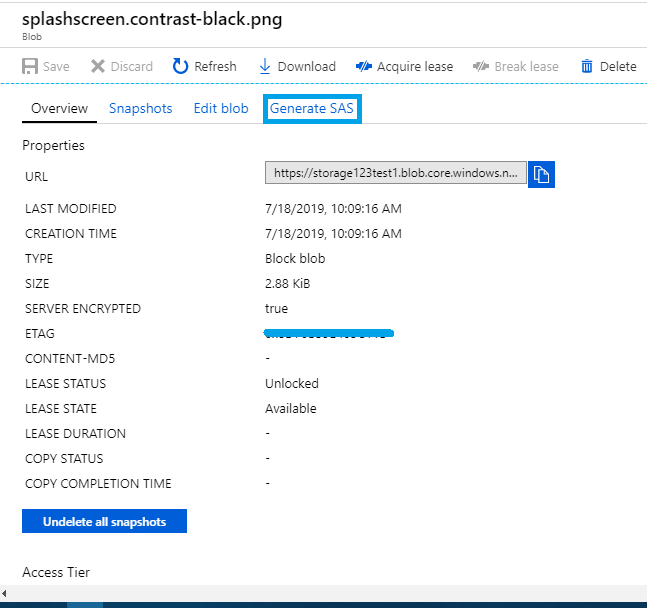 splashscreen.contrast-black.png
Blob
Save Discard Refresh Download Acquire lease Break lease Delete
Overview Snapshots Edit blob Generate SAS
Properties
URL https://storage123test1.blob.core.windows.n...
LAST MODIFIED 7/18/2019, 10:09:16 AM
CREATION TIME 7/18/2019, 10:09:16 AM
TYPE Block blob
SIZE 2.88 KiB
SERVER ENCRYPTED true
ETAG
CONTENT-MD5 -
LEASE STATUS Unlocked
LEASE STATE Available
LEASE DURATION -
COPY STATUS -
COPY COMPLETION TIME -
Undelete all snapshots
Access Tier